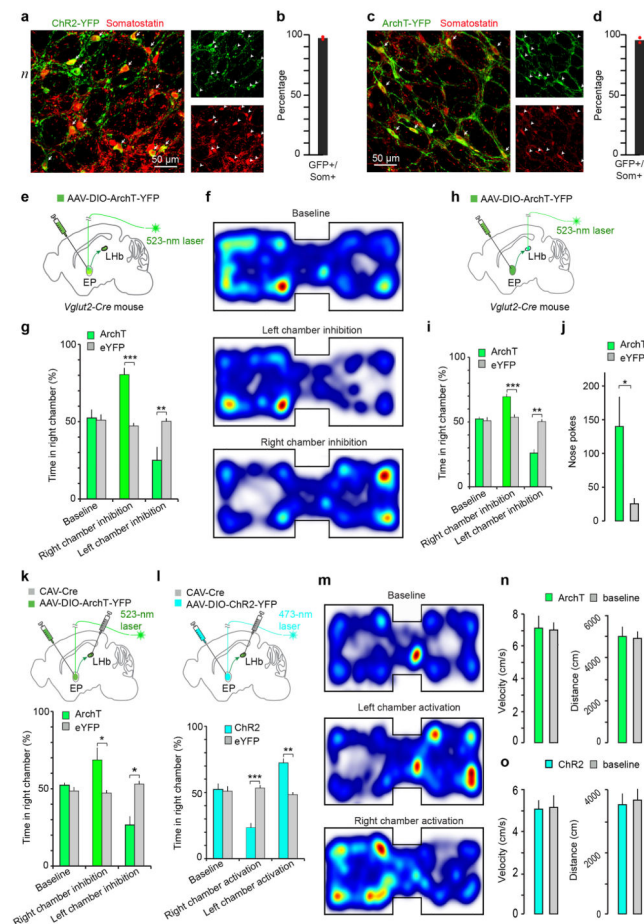 a ChR2-YFP Somatostatin
n
50 µm
b
Percentage
100
50
0
GFP+/
Som+
c ArchT-YFP Somatostatin
50 µm
d
Percentage
100
50
0
GFP+/
Som+
e
AAV-DIO-ArchT-YFP
523-nm laser
LHb
EP
Vglut2-Cre mouse
f
Baseline
Left chamber inhibition
Right chamber inhibition
g
ArchT
eYFP
Time in right chamber (%)
100
50
0
***
**
Baseline
Right chamber inhibition
Left chamber inhibition
h
AAV-DIO-ArchT-YFP
523-nm laser
LHb
EP
Vglut2-Cre mouse
i
ArchT
eYFP
Time in right chamber (%)
100
50
0
***
**
Baseline
Right chamber inhibition
Left chamber inhibition
j
ArchT
eYFP
Nose pokes
200
150
100
50
0
*
k
CAV-Cre
AAV-DIO-ArchT-YFP
523-nm
laser
LHb
EP
ArchT
eYFP
Time in right chamber (%)
100
50
0
*
*
Baseline
Right chamber inhibition
Left chamber inhibition
l
CAV-Cre
AAV-DIO-ChR2-YFP
473-nm
laser
LHb
EP
ChR2
eYFP
Time in right chamber (%)
100
50
0
***
**
Baseline
Right chamber activation
Left chamber activation
m
Baseline
Left chamber activation
Right chamber activation
n
ArchT baseline
Velocity (cm/s)
8
6
4
2
0
Distance (cm)
6000
4000
2000
0
o
ChR2 baseline
Velocity (cm/s)
6
4
2
0
Distance (cm)
4000
2000
0